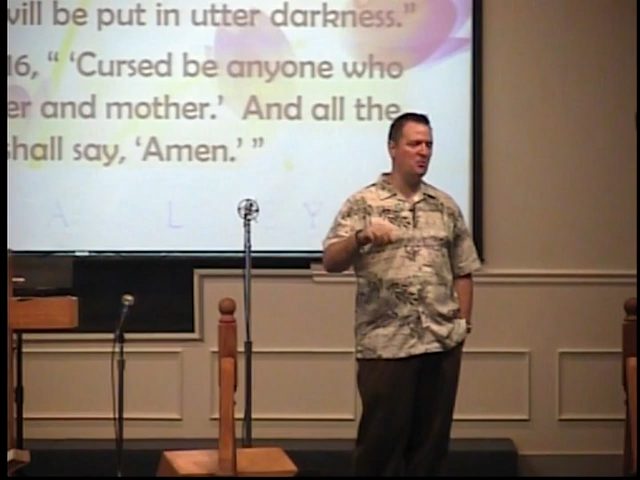 will be put in utter darkness."
16, " 'Cursed be anyone who
er and mother.' And all the
shall say, 'Amen.' "
A L E Y